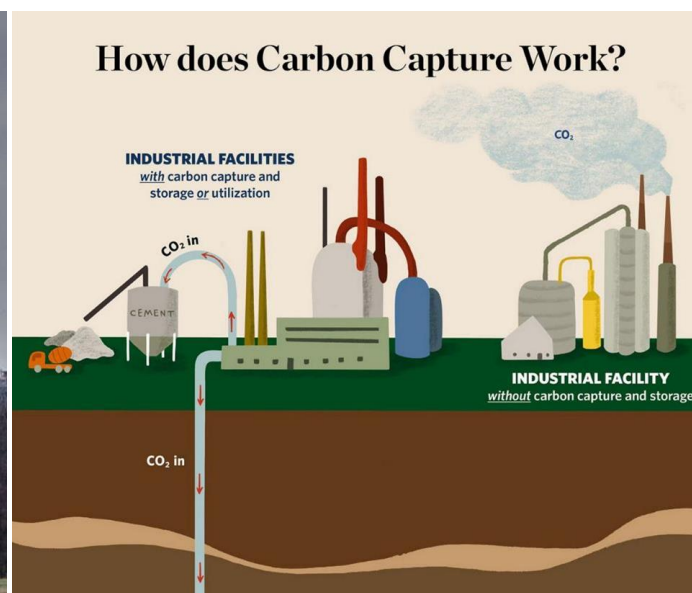 How does Carbon Capture Work?
CO₂
INDUSTRIAL FACILITIES
with carbon capture and
storage or utilization
CO₂ in
CEMENT
INDUSTRIAL FACILITY
without carbon capture and storage
CO₂ in